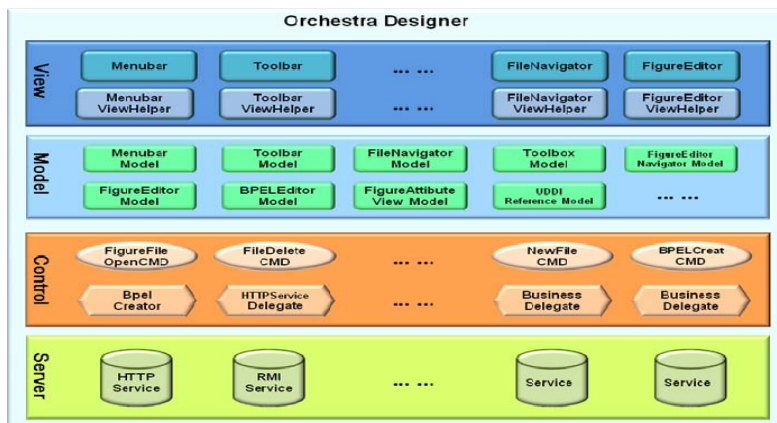 Orchestra Designer
View
Menubar
Toolbar
... ...
FileNavigator
FigureEditor
Menubar
ViewHelper
Toolbar
ViewHelper
... ...
FileNavigator
ViewHelper
FigureEditor
ViewHelper
Model
Menubar
Model
Toolbar
Model
FileNavigator
Model
Toolbox
Model
FigureEditor
Navigator Model
FigureEditor
Model
BPELEditor
Model
FigureAttibute
View Model
UDDI
Reference Model
... ...
Control
FigureFile
OpenCMD
FileDelete
CMD
... ...
NewFile
CMD
BPELCreat
CMD
Bpel
Creator
HTTPService
Delegate
... ...
Business
Delegate
Business
Delegate
Server
HTTP
Service
RMI
Service
... ...
Service
Service